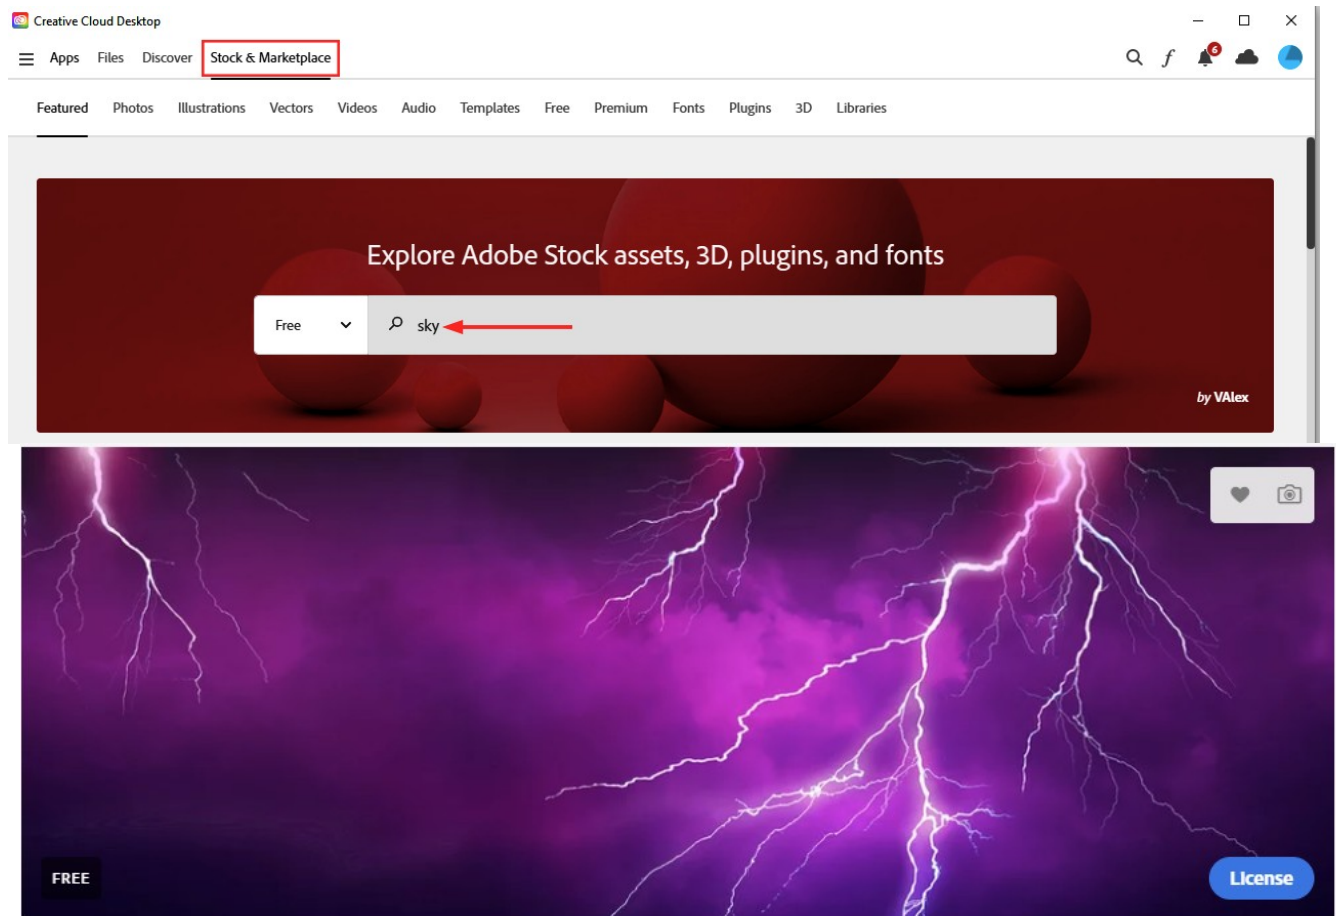 Creative Cloud Desktop
Apps Files Discover Stock & Marketplace
6
Featured Photos Illustrations Vectors Videos Audio Templates Free Premium Fonts Plugins 3D Libraries
Explore Adobe Stock assets, 3D, plugins, and fonts
Free sky
by VAlex
FREE License